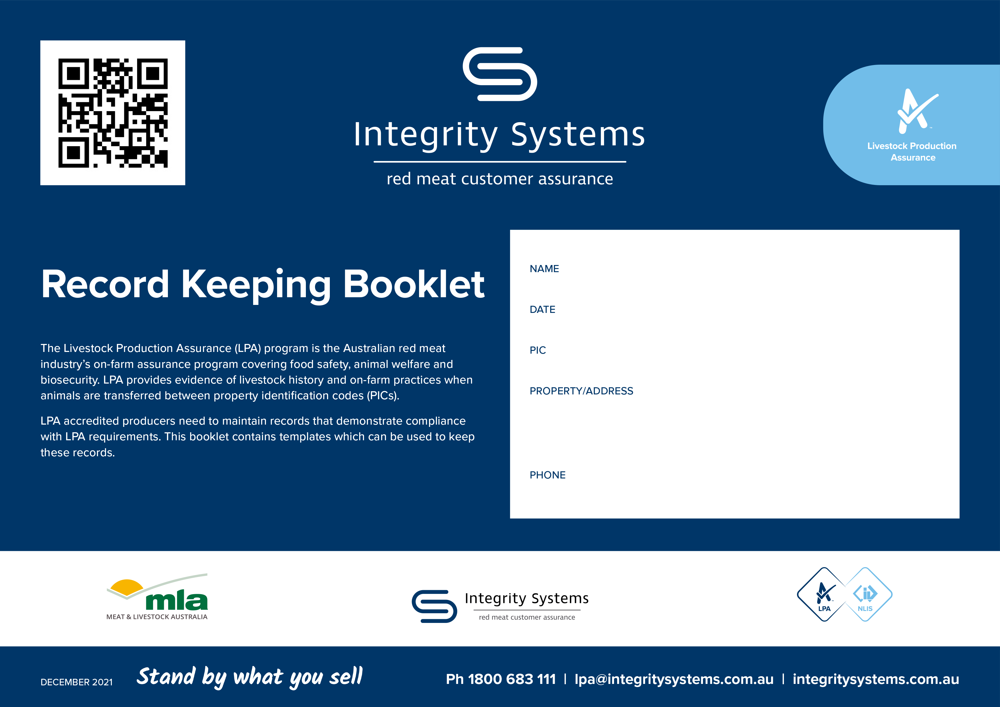 Integrity Systems
red meat customer assurance
Livestock Production
Assurance
Record Keeping Booklet
The Livestock Production Assurance (LPA) program is the Australian red meat
industry’s on-farm assurance program covering food safety, animal welfare and
biosecurity. LPA provides evidence of livestock history and on-farm practices when
animals are transferred between property identification codes (PICs).
LPA accredited producers need to maintain records that demonstrate compliance
with LPA requirements. This booklet contains templates which can be used to keep
these records.
NAME
DATE
PIC
PROPERTY/ADDRESS
PHONE
mla
MEAT & LIVESTOCK AUSTRALIA
Integrity Systems
red meat customer assurance
LPA
NLIS
DECEMBER 2021
Stand by what you sell
Ph 1800 683 111 | lpa@integritysystems.com.au | integritysystems.com.au